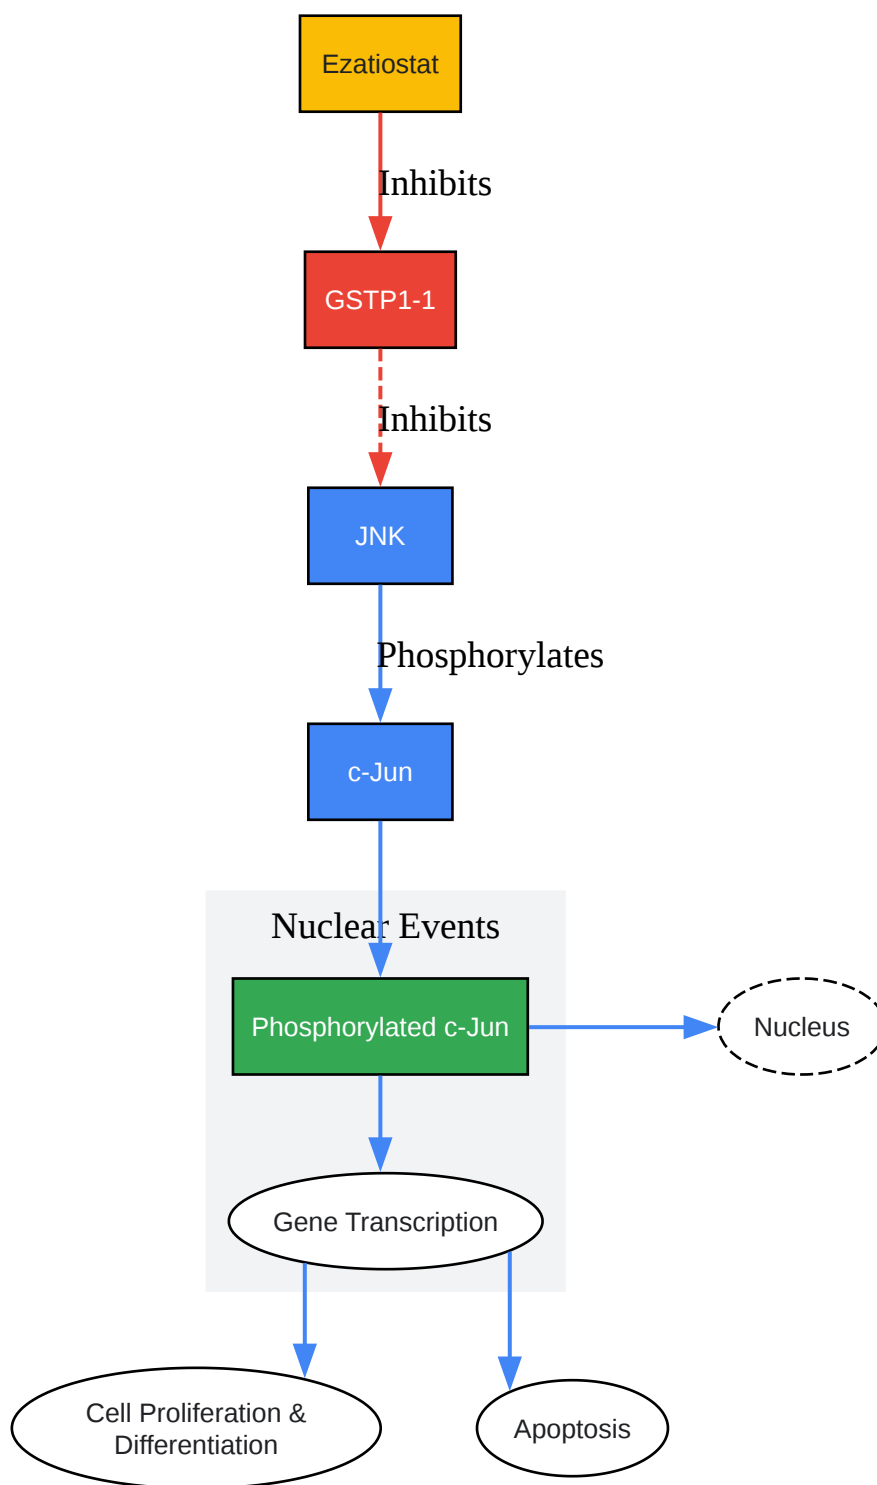 Ezatiostat
Inhibits
GSTP1-1
Inhibits
JNK
Phosphorylates
c-Jun
Nuclear Events
Phosphorylated c-Jun
Nucleus
Gene Transcription
Cell Proliferation &
Differentiation
Apoptosis